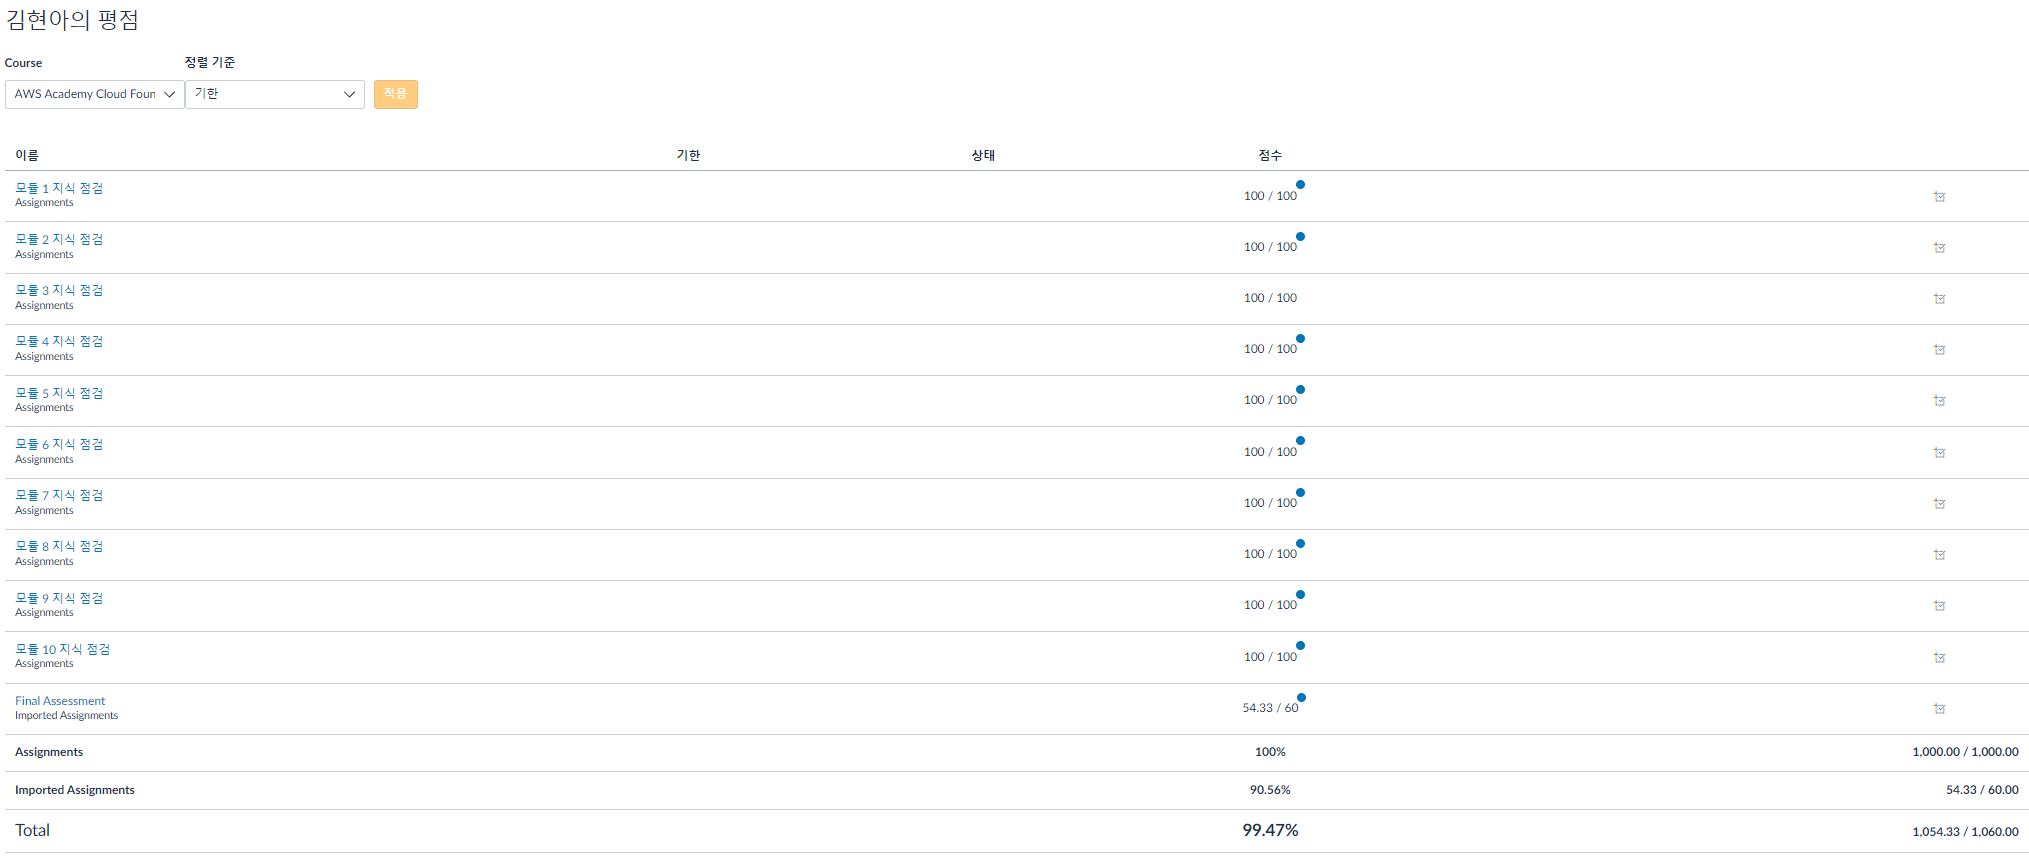 김현아의 평점
Course 정렬 기준
AWS Academy Cloud Foun 기한 적용
이름 기한 상태 점수
모듈 1 지식 점검
Assignments
100 / 100
모듈 2 지식 점검
Assignments
100 / 100
모듈 3 지식 점검
Assignments
100 / 100
모듈 4 지식 점검
Assignments
100 / 100
모듈 5 지식 점검
Assignments
100 / 100
모듈 6 지식 점검
Assignments
100 / 100
모듈 7 지식 점검
Assignments
100 / 100
모듈 8 지식 점검
Assignments
100 / 100
모듈 9 지식 점검
Assignments
100 / 100
모듈 10 지식 점검
Assignments
100 / 100
Final Assessment
Imported Assignments
54.33 / 60
Assignments 100% 1,000.00 / 1,000.00
Imported Assignments 90.56% 54.33 / 60.00
Total 99.47% 1,054.33 / 1,060.00